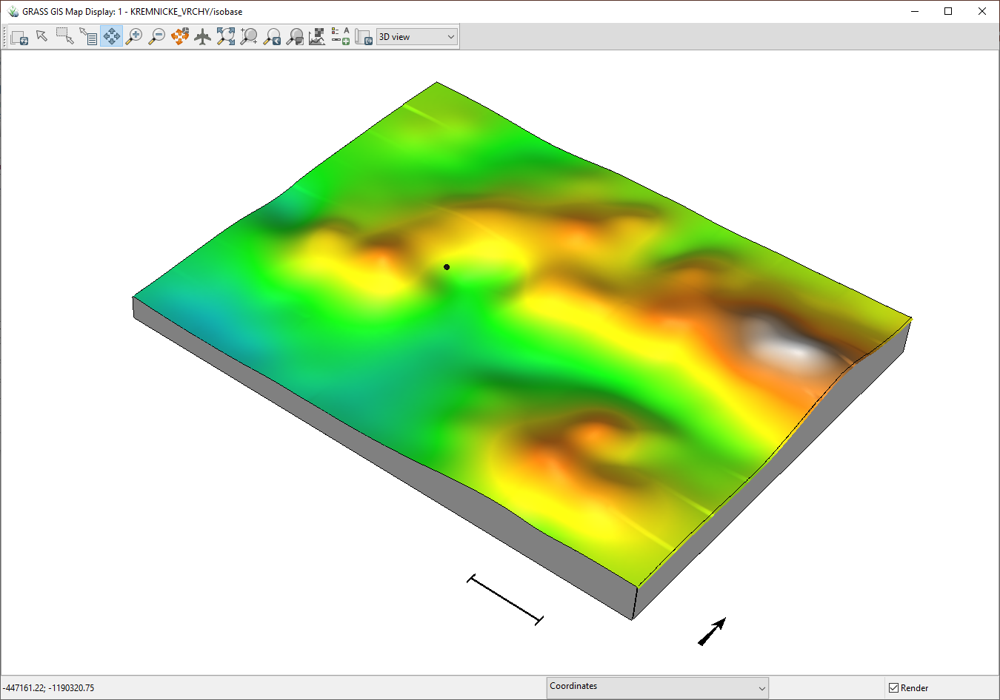 GRASS GIS Map Display: 1 - KREMNICKE_VRCHY/isobase
A
3D view
-447161.22; -1190320.75
Coordinates
Render